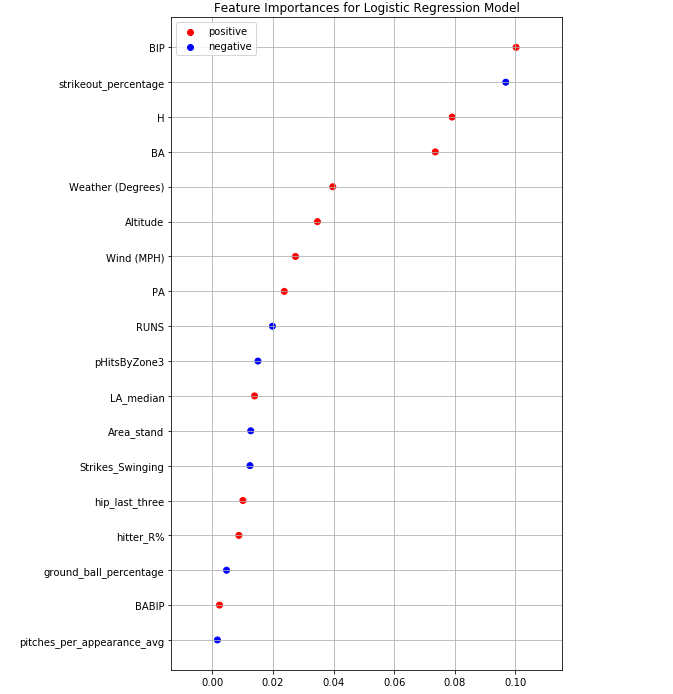 Feature Importances for Logistic Regression Model
positive
negative
BIP
strikeout_percentage
H
BA
Weather (Degrees)
Altitude
Wind (MPH)
PA
RUNS
pHitsByZone3
LA_median
Area_stand
Strikes_Swinging
hip_last_three
hitter_R%
ground_ball_percentage
BABIP
pitches_per_appearance_avg
0.00 0.02 0.04 0.06 0.08 0.10